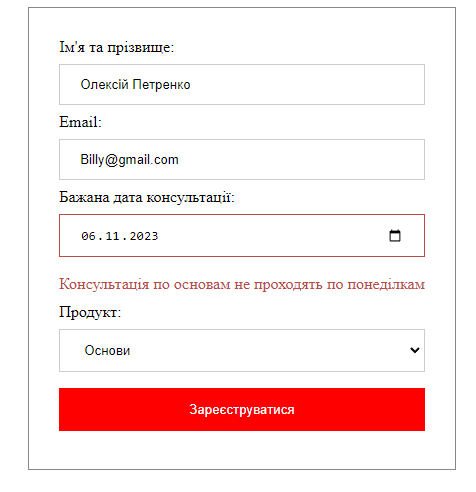 Ім'я та прізвище:
Олексій Петренко
Email:
Billy@gmail.com
Бажана дата консультації:
06.11.2023
Консультація по основам не проходять по понеділкам
Продукт:
Основи
Зареєструватися